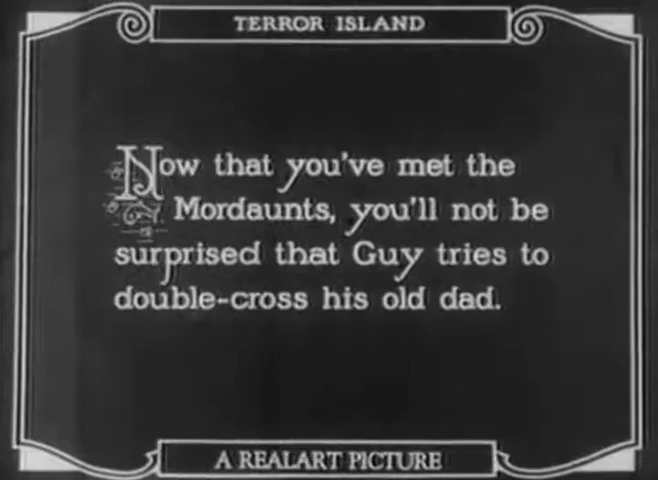 TERROR ISLAND
Now that you've met the
Mordaunts, you'll not be
surprised that Guy tries to
double-cross his old dad.
A REALART PICTURE